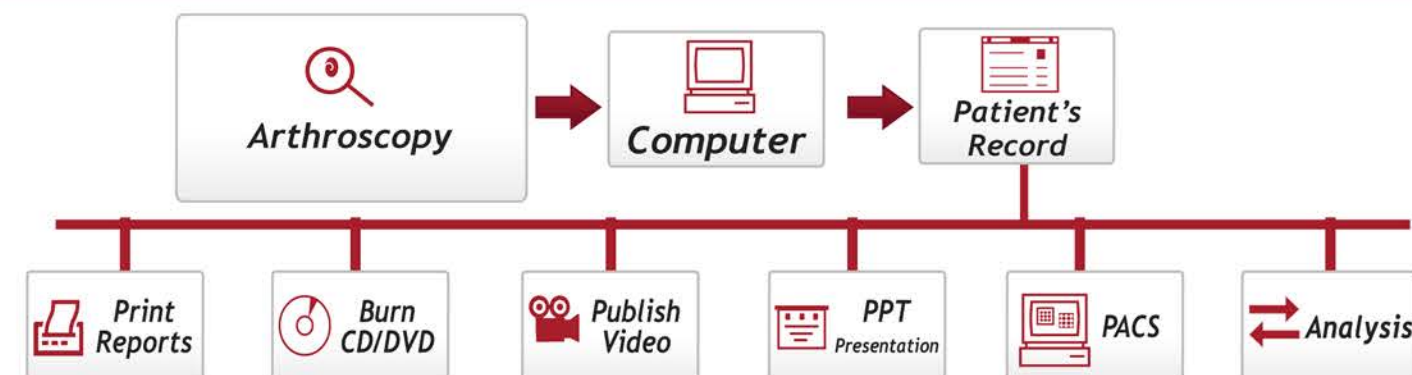 Arthroscopy
Computer
Patient's
Record
Print
Reports
Burn
CD/DVD
Publish
Video
PPT
Presentation
PACS
Analysis